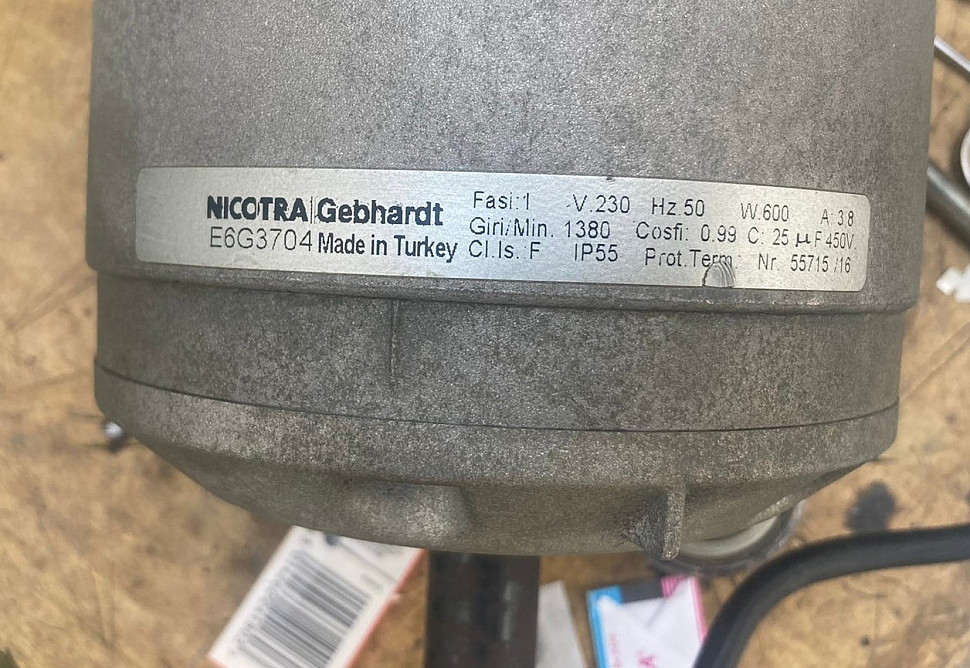 NICOTRA|Gebhardt
E6G3704 Made in Turkey
Fasi:1 V.230 Hz.50 W.600 A:3.8
Giri/Min. 1380 Cosfi: 0.99 C: 25 µF 450V.
Cl.Is. F IP55 Prot.Term: Nr. 55715/16